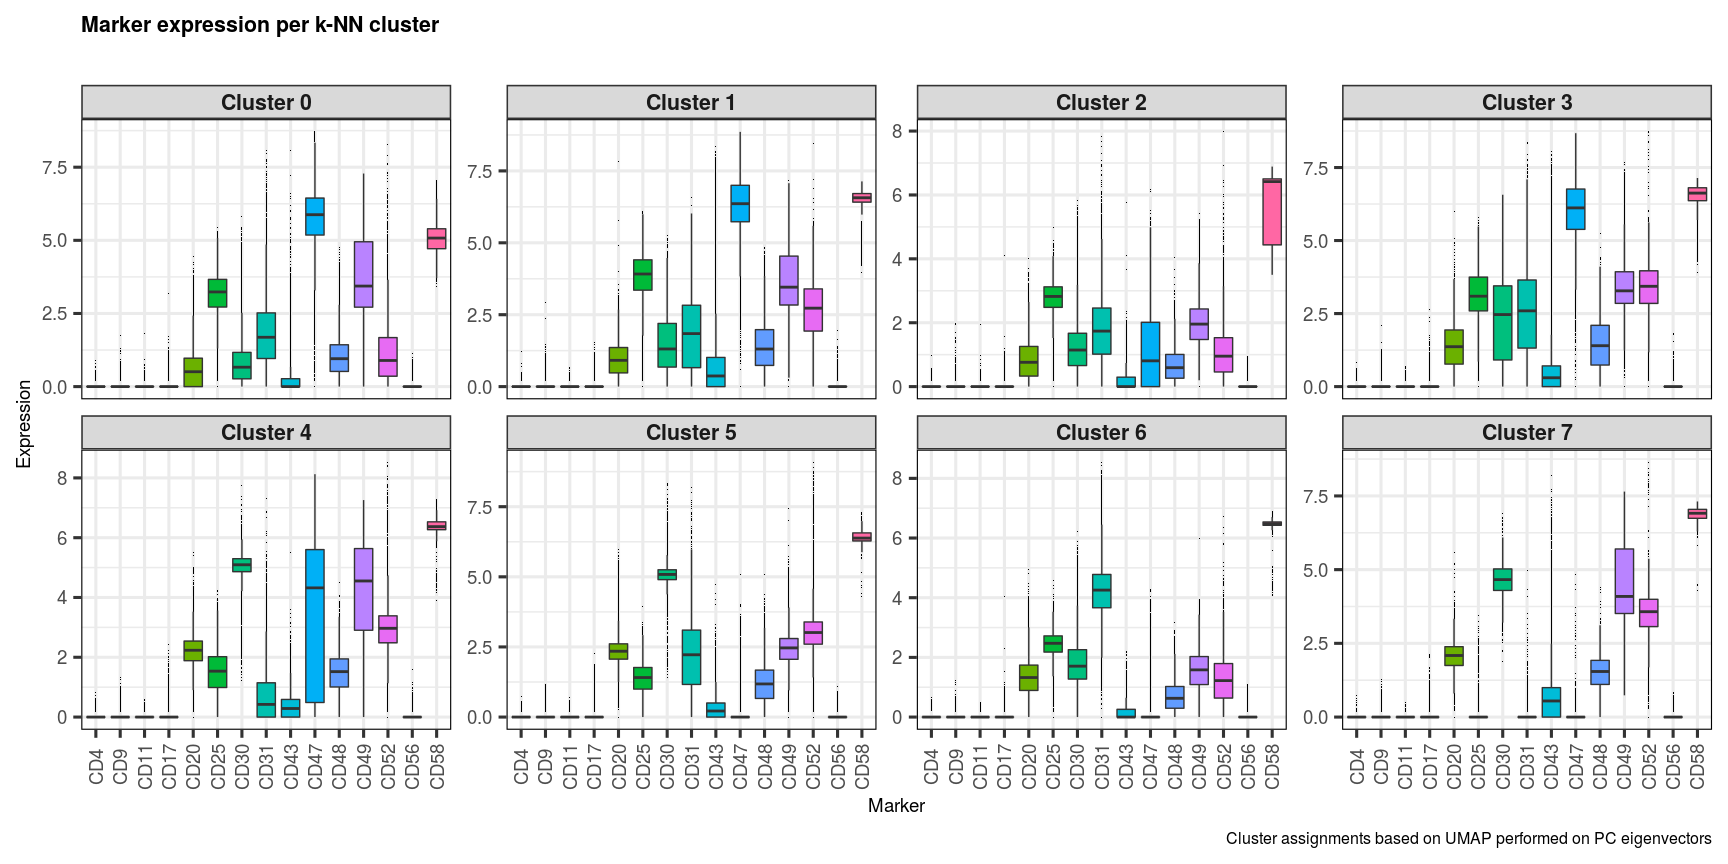 Marker expression per k-NN cluster
Cluster 0
Cluster 1
Cluster 2
Cluster 3
7.5
5.0
2.5
0.0
7.5
5.0
2.5
0.0
8
6
4
2
0
7.5
5.0
2.5
0.0
Expression
Cluster 4
Cluster 5
Cluster 6
Cluster 7
8
6
4
2
0
7.5
5.0
2.5
0.0
8
6
4
2
0
7.5
5.0
2.5
0.0
CD4 CD9 CD11 CD17 CD20 CD25 CD30 CD31 CD43 CD47 CD48 CD49 CD52 CD56 CD58
CD4 CD9 CD11 CD17 CD20 CD25 CD30 CD31 CD43 CD47 CD48 CD49 CD52 CD56 CD58
CD4 CD9 CD11 CD17 CD20 CD25 CD30 CD31 CD43 CD47 CD48 CD49 CD52 CD56 CD58
CD4 CD9 CD11 CD17 CD20 CD25 CD30 CD31 CD43 CD47 CD48 CD49 CD52 CD56 CD58
Marker
Cluster assignments based on UMAP performed on PC eigenvectors